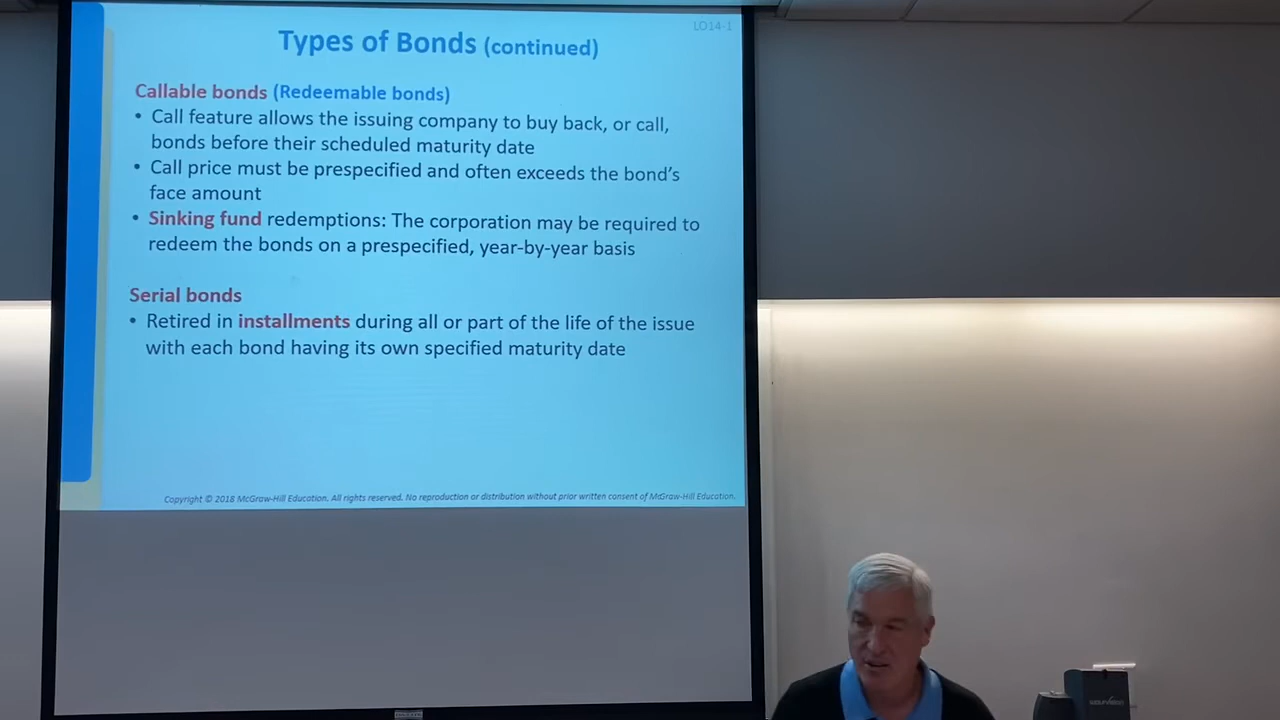 LO14-1
Types of Bonds (continued)
Callable bonds (Redeemable bonds)
• Call feature allows the issuing company to buy back, or call,
bonds before their scheduled maturity date
• Call price must be prespecified and often exceeds the bond's
face amount
• Sinking fund redemptions: The corporation may be required to
redeem the bonds on a prespecified, year-by-year basis
Serial bonds
• Retired in installments during all or part of the life of the issue
with each bond having its own specified maturity date
Copyright © 2018 McGraw-Hill Education. All rights reserved. No reproduction or distribution without prior written consent of McGraw-Hill Education.